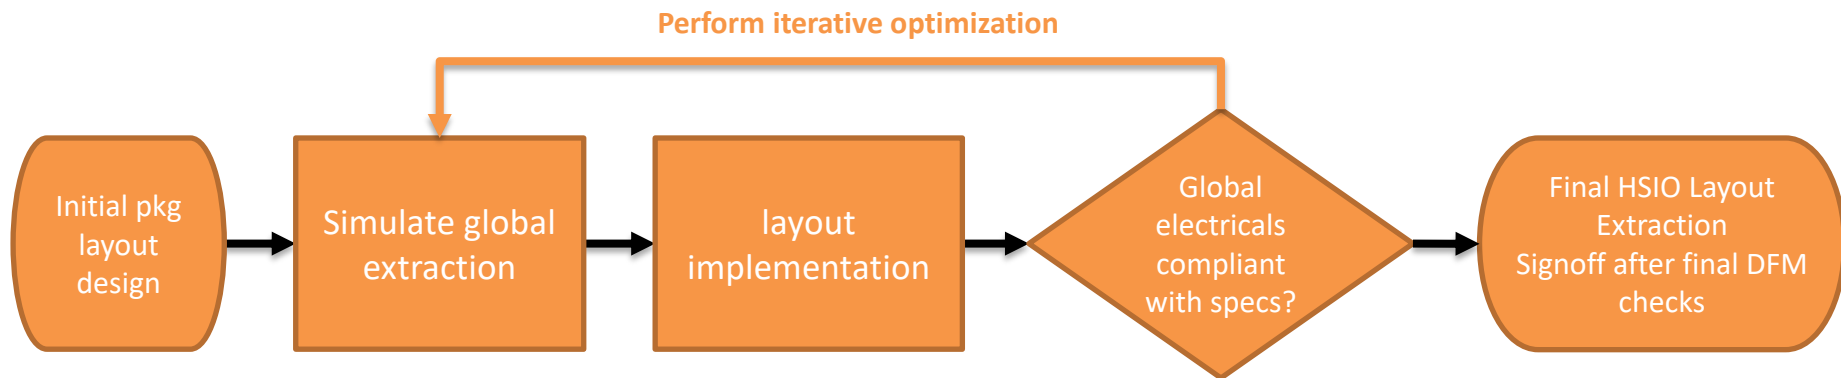 Perform iterative optimization
Initial pkg
layout
design
Simulate global
extraction
layout
implementation
Global
electricals
compliant
with specs?
Final HSIO Layout
Extraction
Signoff after final DFM
checks